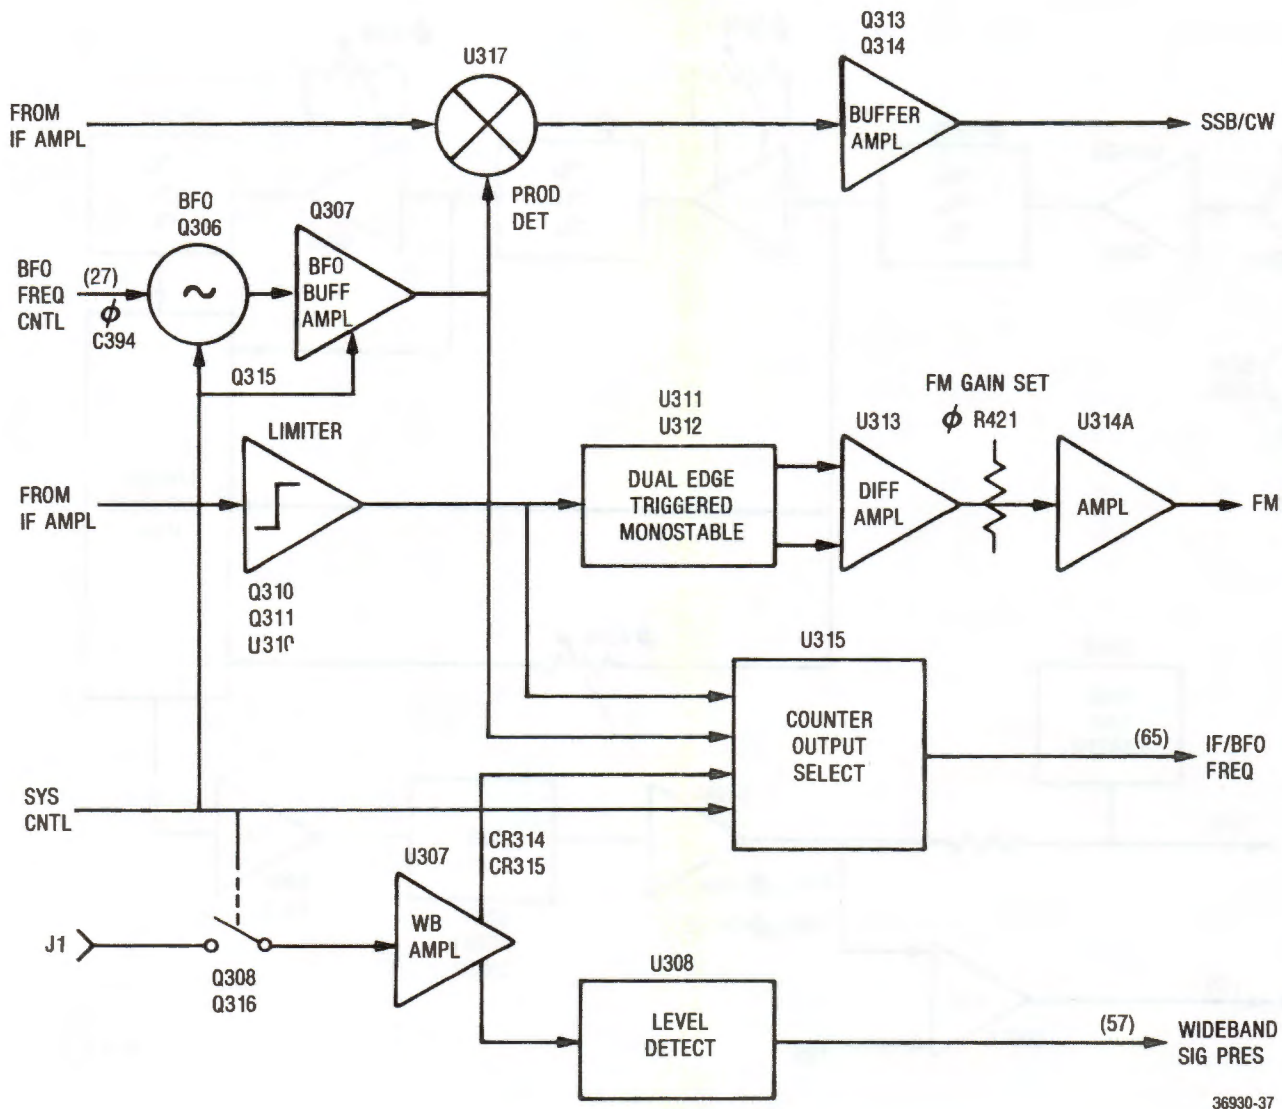 Q313
Q314
U317
FROM
IF AMPL
BUFFER
AMPL
SSB/CW
PROD
DET
BFO
Q306
Q307
BFO
FREQ
CNTL
(27)
ϕ
C394
~
BFO
BUFF
AMPL
Q315
LIMITER
FROM
IF AMPL
Q310
Q311
U311
U312
DUAL EDGE
TRIGGERED
MONOSTABLE
U313
DIFF
AMPL
FM GAIN SET
ϕ R421
U314A
AMPL
FM
U315
COUNTER
OUTPUT
SELECT
(65)
IF/BFO
FREQ
SYS
CNTL
CR314
CR315
U307
WB
AMPL
J1
Q308
Q316
U308
LEVEL
DETECT
(57)
WIDEBAND
SIG PRES
36930-37